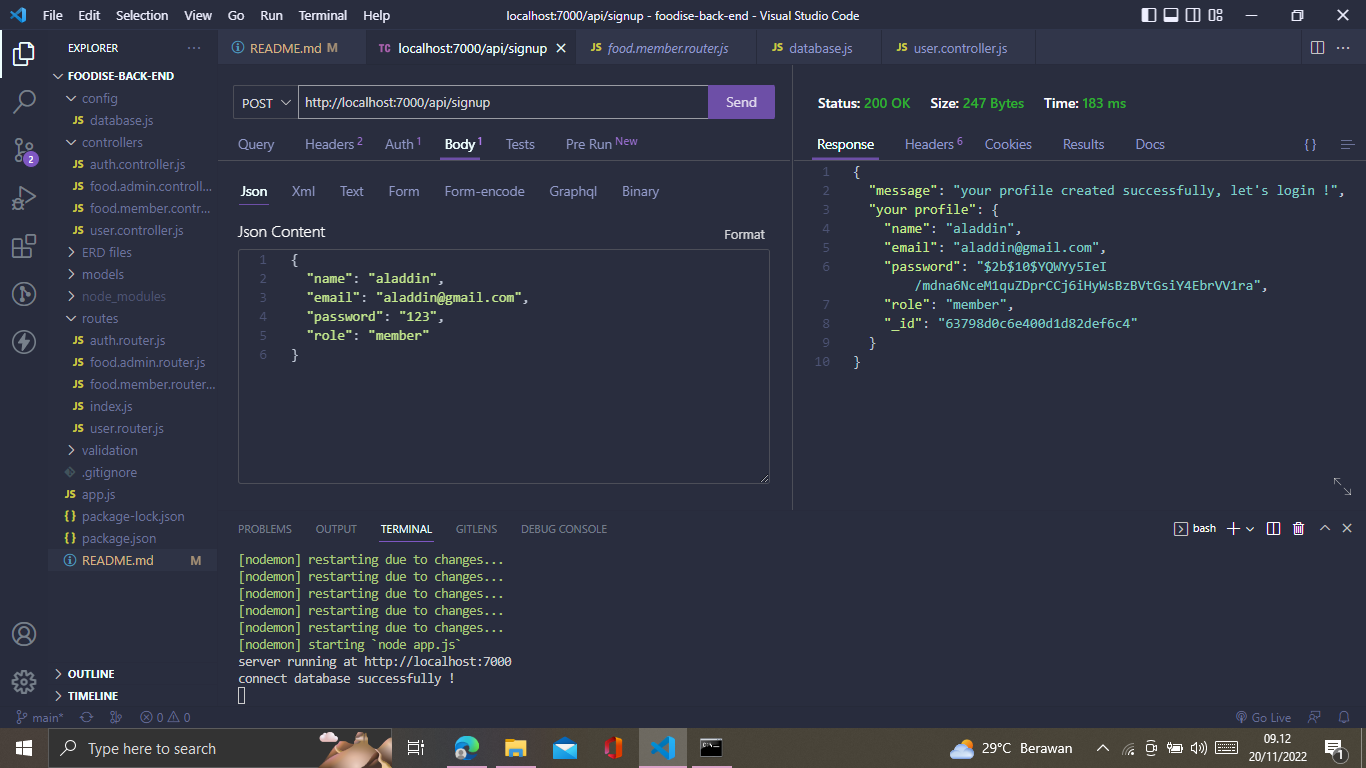 File Edit Selection View Go Run Terminal Help localhost:7000/api/signup - foodise-back-end - Visual Studio Code
EXPLORER ...
README.md M
TC localhost:7000/api/signup
JS food.member.router.js
JS database.js
JS user.controller.js
FOODISE-BACK-END
config
JS database.js
controllers
JS auth.controller.js
JS food.admin.controll...
JS food.member.contr...
JS user.controller.js
ERD files
models
node_modules
routes
JS auth.router.js
JS food.admin.router.js
JS food.member.router...
JS index.js
JS user.router.js
validation
.gitignore
JS app.js
{} package-lock.json
{} package.json
README.md M
OUTLINE
TIMELINE
2
POST http://localhost:7000/api/signup Send
Query Headers 2 Auth 1 Body 1 Tests Pre Run New
Json Xml Text Form Form-encode Graphql Binary
Json Content Format
1 {
2 "name": "aladdin",
3 "email": "aladdin@gmail.com",
4 "password": "123",
5 "role": "member"
6 }
Status: 200 OK Size: 247 Bytes Time: 183 ms
Response Headers 6 Cookies Results Docs {}
1 {
2 "message": "your profile created successfully, let's login !",
3 "your profile": {
4 "name": "aladdin",
5 "email": "aladdin@gmail.com",
6 "password": "$2b$10$YQWYy5IeI
/mdna6NceM1quZDprCCj6iHyWsBzBVtGsiY4EbrVV1ra",
7 "role": "member",
8 "_id": "63798d0c6e400d1d82def6c4"
9 }
10 }
PROBLEMS OUTPUT TERMINAL GITLENS DEBUG CONSOLE bash
[nodemon] restarting due to changes...
[nodemon] restarting due to changes...
[nodemon] restarting due to changes...
[nodemon] restarting due to changes...
[nodemon] restarting due to changes...
[nodemon] starting `node app.js`
server running at http://localhost:7000
connect database successfully !
main* 0 0 Go Live
Type here to search 29°C Berawan 09.12
20/11/2022
1